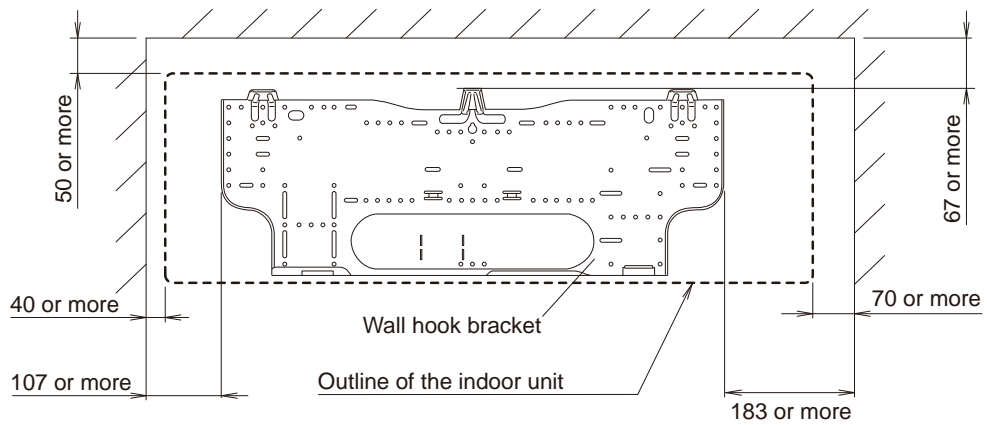 50 or more
67 or more
40 or more
70 or more
Wall hook bracket
107 or more
Outline of the indoor unit
183 or more